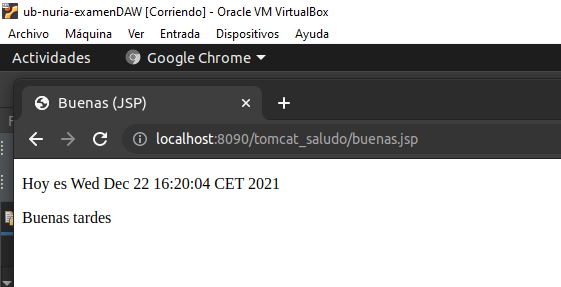 ub-nuria-examenDAW [Corriendo] - Oracle VM VirtualBox
Archivo Máquina Ver Entrada Dispositivos Ayuda
Actividades Google Chrome
Buenas (JSP)
localhost:8090/tomcat_saludo/buenas.jsp
Hoy es Wed Dec 22 16:20:04 CET 2021
Buenas tardes